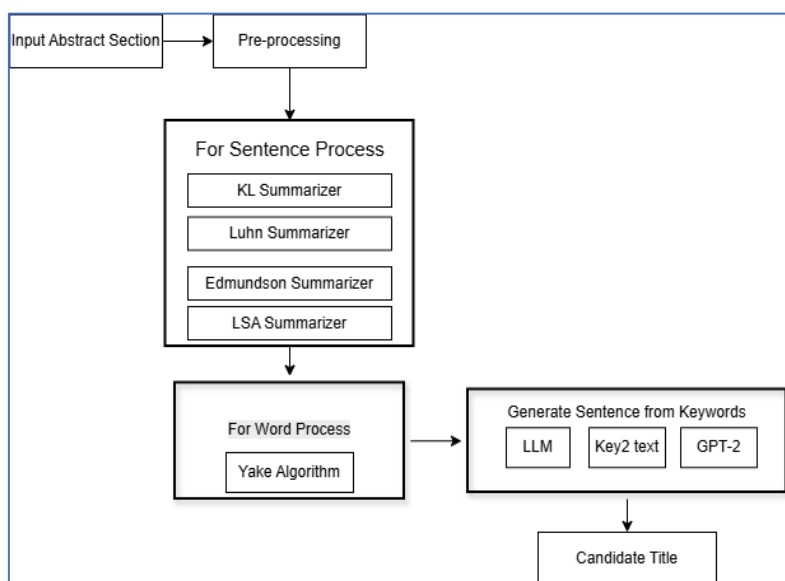 Input Abstract Section
Pre-processing
For Sentence Process
KL Summarizer
Luhn Summarizer
Edmundson Summarizer
LSA Summarizer
For Word Process
Yake Algorithm
Generate Sentence from Keywords
LLM
Key2 text
GPT-2
Candidate Title